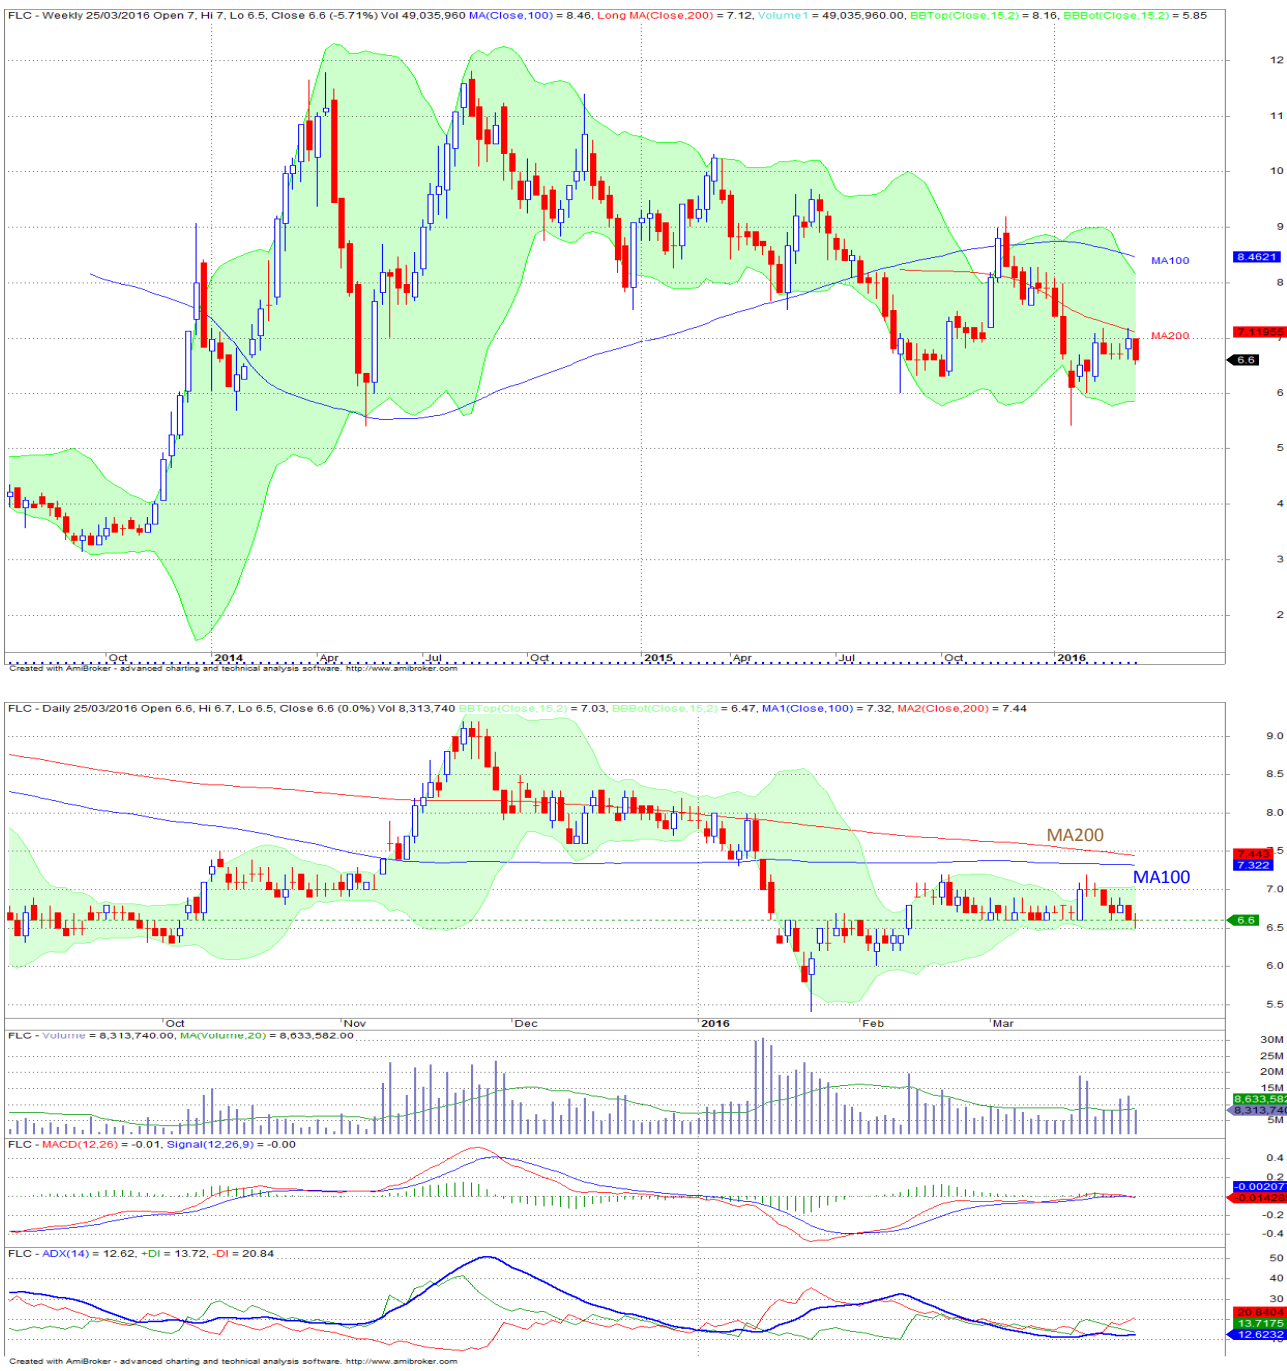 FLC - Weekly 25/03/2016 Open 7, Hi 7, Lo 6.5, Close 6.6 (-5.71%) Vol 49,035,960 MA(Close,100) = 8.46, Long MA(Close,200) = 7.12, Volume1 = 49,035,960.00, BBTop(Close,15,2) = 8.16, BBBot(Close,15,2) = 5.85
12
11
10
9
MA100
8.4621
8
MA200
7
6.6
6
5
4
3
2
Oct 2014 Apr Jul Oct 2015 Apr Jul Oct 2016
Created with AmiBroker - advanced charting and technical analysis software. http://www.amibroker.com
FLC - Daily 25/03/2016 Open 6.6, Hi 6.7, Lo 6.5, Close 6.6 (0.0%) Vol 8,313,740 BBTop(Close,15,2) = 7.03, BBBot(Close,15,2) = 6.47, MA1(Close,100) = 7.32, MA2(Close,200) = 7.44
9.0
8.5
8.0
MA200
7.5
7.443
7.322
MA100
7.0
6.6
6.5
6.0
5.5
Oct Nov Dec 2016 Feb Mar
FLC - Volume = 8,313,740.00, MA(Volume,20) = 8,633,582.00
30M
25M
20M
15M
8,633,582
8,313,740
5M
FLC - MACD(12,26) = -0.01, Signal(12,26,9) = -0.00
0.4
0.2
-0.00207
-0.01428
-0.2
-0.4
FLC - ADX(14) = 12.62, +DI = 13.72, -DI = 20.84
50
40
30
20.8404
13.7175
12.6232
Created with AmiBroker - advanced charting and technical analysis software. http://www.amibroker.com